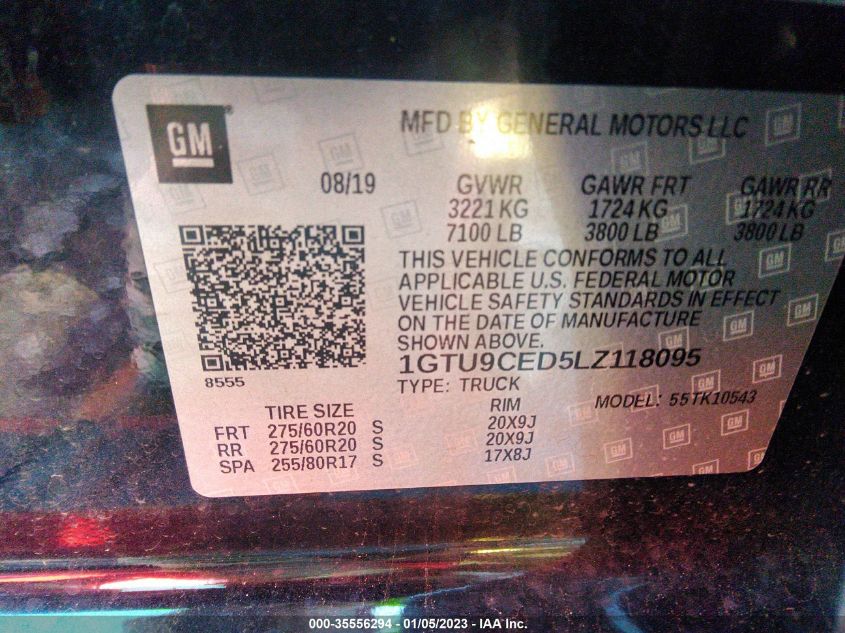 GM
MFD BY GENERAL MOTORS LLC
08/19 GVWR GAWR FRT GAWR RR
3221 KG 1724 KG 1724 KG
7100 LB 3800 LB 3800 LB
THIS VEHICLE CONFORMS TO ALL
APPLICABLE U.S. FEDERAL MOTOR
VEHICLE SAFETY STANDARDS IN EFFECT
ON THE DATE OF MANUFACTURE
SHOWN ABOVE.
1GTU9CED5LZ118095
8555
TYPE: TRUCK MODEL: 55TK10543
TIRE SIZE RIM
FRT 275/60R20 S 20X9J
RR 275/60R20 S 20X9J
SPA 255/80R17 S 17X8J
000-35556294 - 01/05/2023 - IAA Inc.